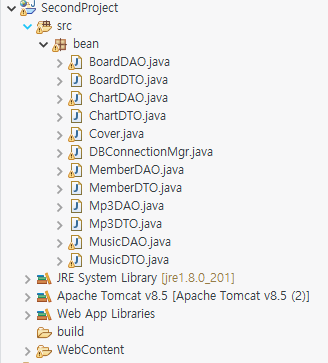 SecondProject
src
bean
BoardDAO.java
BoardDTO.java
ChartDAO.java
ChartDTO.java
Cover.java
DBConnectionMgr.java
MemberDAO.java
MemberDTO.java
Mp3DAO.java
Mp3DTO.java
MusicDAO.java
MusicDTO.java
JRE System Library [jre1.8.0_201]
Apache Tomcat v8.5 [Apache Tomcat v8.5 (2)]
Web App Libraries
build
WebContent